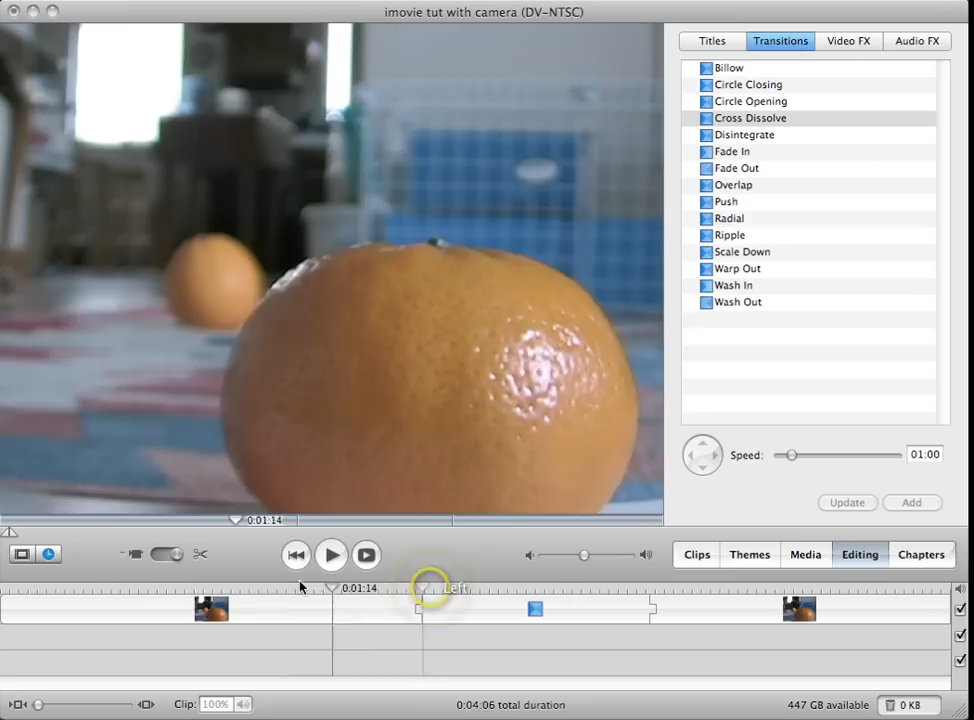 imovie tut with camera (DV-NTSC)
Titles Transitions Video FX Audio FX
Billow
Circle Closing
Circle Opening
Cross Dissolve
Disintegrate
Fade In
Fade Out
Overlap
Push
Radial
Ripple
Scale Down
Warp Out
Wash In
Wash Out
Speed: 01:00
Update Add
0:01:14
Clips Themes Media Editing Chapters
0:01:14 Left
Clip: 100% 0:04:06 total duration 447 GB available 0 KB